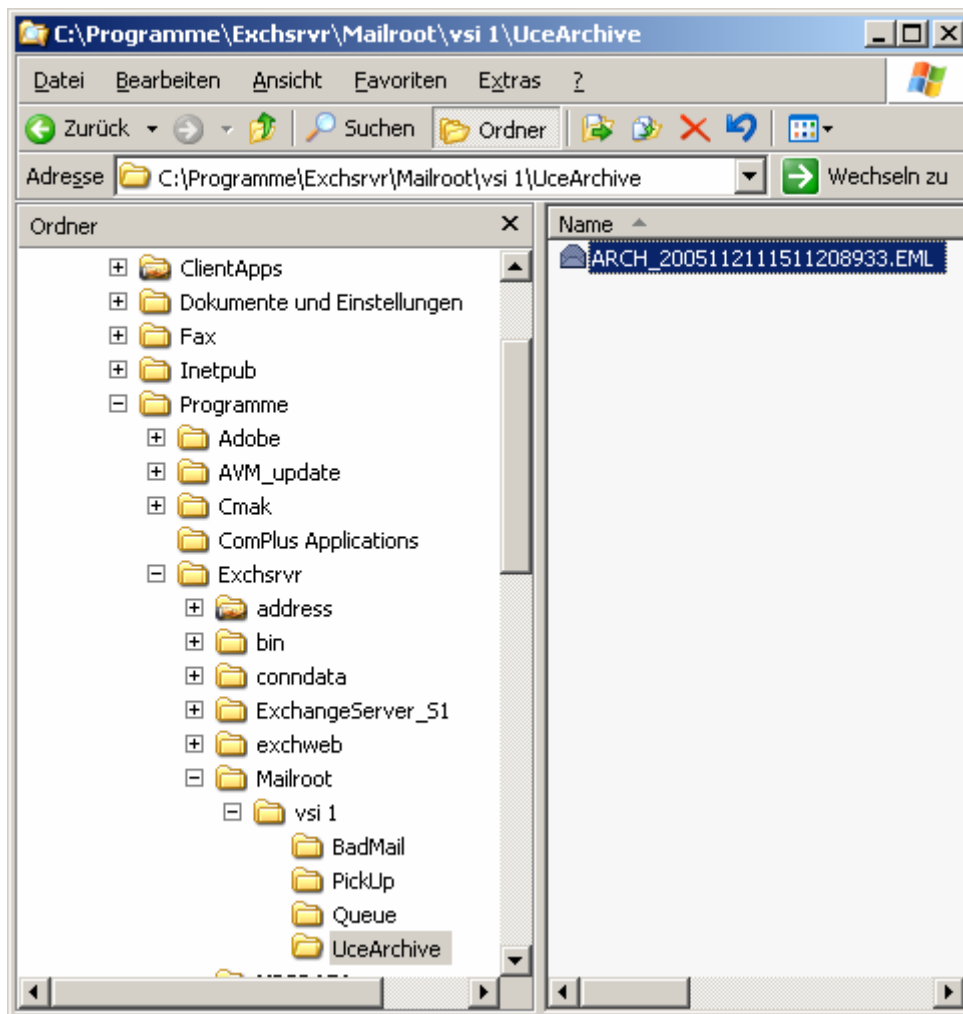 C:\Programme\Exchsrvr\Mailroot\vsi 1\UceArchive
Datei Bearbeiten Ansicht Favoriten Extras ?
Zurück Suchen Ordner
Adresse C:\Programme\Exchsrvr\Mailroot\vsi 1\UceArchive Wechseln zu
Ordner
ClientApps
Dokumente und Einstellungen
Fax
Inetpub
Programme
Adobe
AVM_update
Cmak
ComPlus Applications
Exchsrvr
address
bin
conndata
ExchangeServer_S1
exchweb
Mailroot
vsi 1
BadMail
PickUp
Queue
UceArchive
Name
ARCH_2005112111511208933.EML